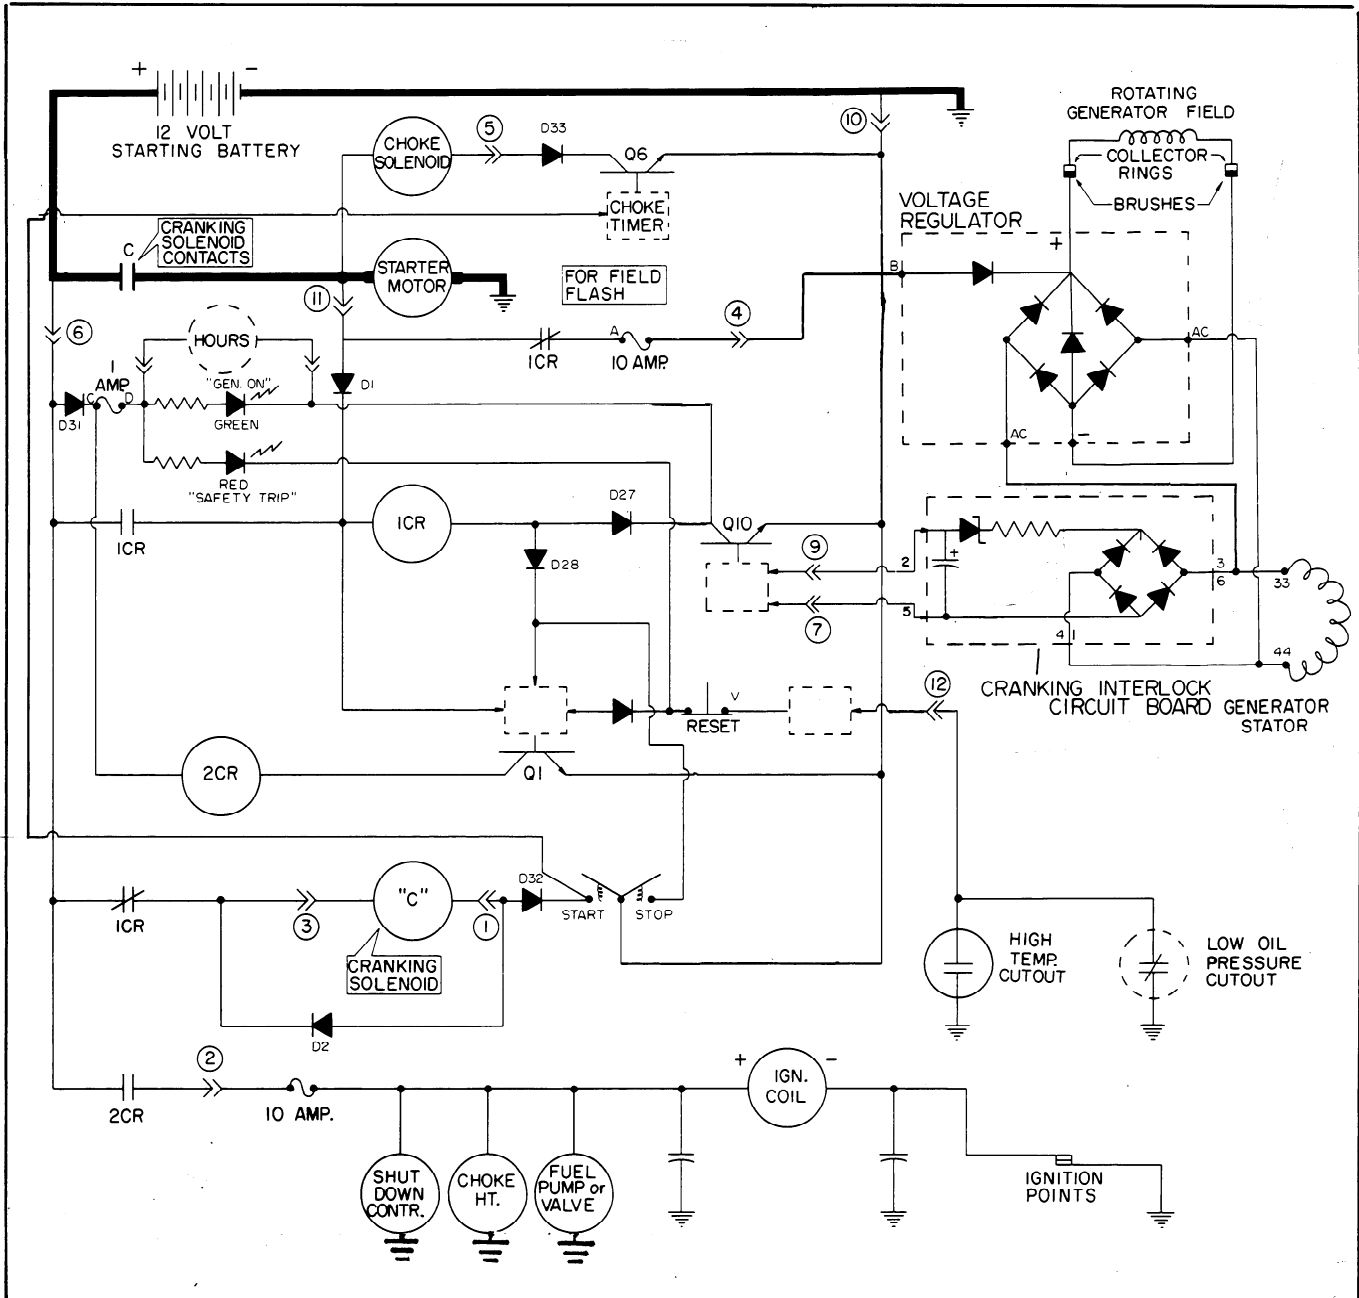 + -
12 VOLT
STARTING BATTERY
CHOKE
SOLENOID
5
D33
Q6
10
ROTATING
GENERATOR FIELD
COLLECTOR
RINGS
BRUSHES
CHOKE
TIMER
VOLTAGE
REGULATOR
+
CRANKING
SOLENOID
CONTACTS
C
STARTER
MOTOR
FOR FIELD
FLASH
B
11
4
6
HOURS
1CR
A
10 AMP.
AC
1
AMP.
C D
D31
"GEN. ON"
GREEN
D1
AC
-
RED
"SAFETY TRIP"
1CR
1CR
D27
Q10
D28
9
2
+
3
6
33
7
5
4 1
44
CRANKING INTERLOCK
CIRCUIT BOARD
GENERATOR
STATOR
12
V
RESET
2CR
Q1
1CR
3
"C"
1
D32
START
STOP
CRANKING
SOLENOID
D2
HIGH
TEMP.
CUTOUT
LOW OIL
PRESSURE
CUTOUT
2CR
2
10 AMP.
+ -
IGN.
COIL
SHUT
DOWN
CONTR.
CHOKE
HT.
FUEL
PUMP or
VALVE
IGNITION
POINTS